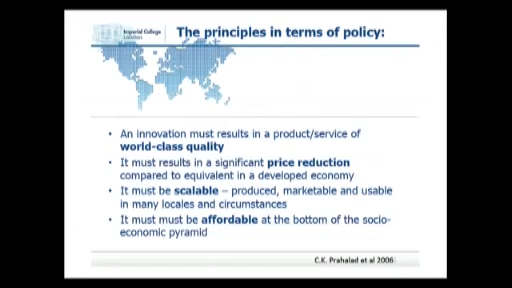 Imperial College
London
The principles in terms of policy:
• An innovation must results in a product/service of
world-class quality
• It must results in a significant price reduction
compared to equivalent in a developed economy
• It must be scalable – produced, marketable and usable
in many locales and circumstances
• It must must be affordable at the bottom of the socio-
economic pyramid
C.K. Prahalad et al 2006